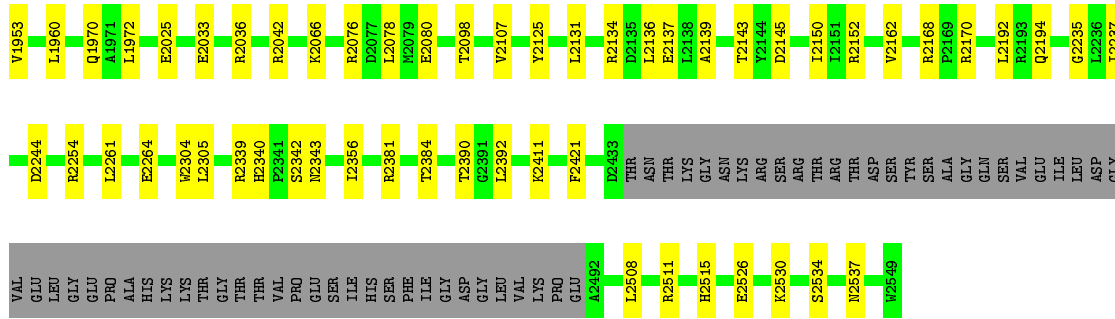 V1953 L1960 Q1970 A1971 L1972 E2025 E2033 R2036 R2042 K2066 R2076 D2077 L2078 M2079 E2080 T2098 V2107 Y2125 L2131 R2134 D2135 L2136 E2137 L2138 A2139 T2143 Y2144 D2145 I2150 I2151 R2152 V2162 R2168 P2169 R2170 L2192 R2193 Q2194 G2235 L2236
D2244 R2254 L2261 E2264 W2304 L2305 R2339 H2340 P2341 S2342 N2343 I2356 R2381 T2384 T2390 G2391 L2392 K2411 F2421 D2433 THR ASN THR LYS GLY ASN LYS ARG SER ARG THR ARG THR ASP SER TYR SER ALA GLY GLN SER VAL GLU ILE LEU ASP GLY
VAL GLU LEU GLY GLU PRO ALA HIS LYS LYS THR GLY THR THR VAL PRO GLU SER ILE HIS SER PHE ILE GLY ASP GLY LEU VAL LYS PRO GLU A2492 L2508 R2511 H2515 E2526 K2530 S2534 N2537 W2549